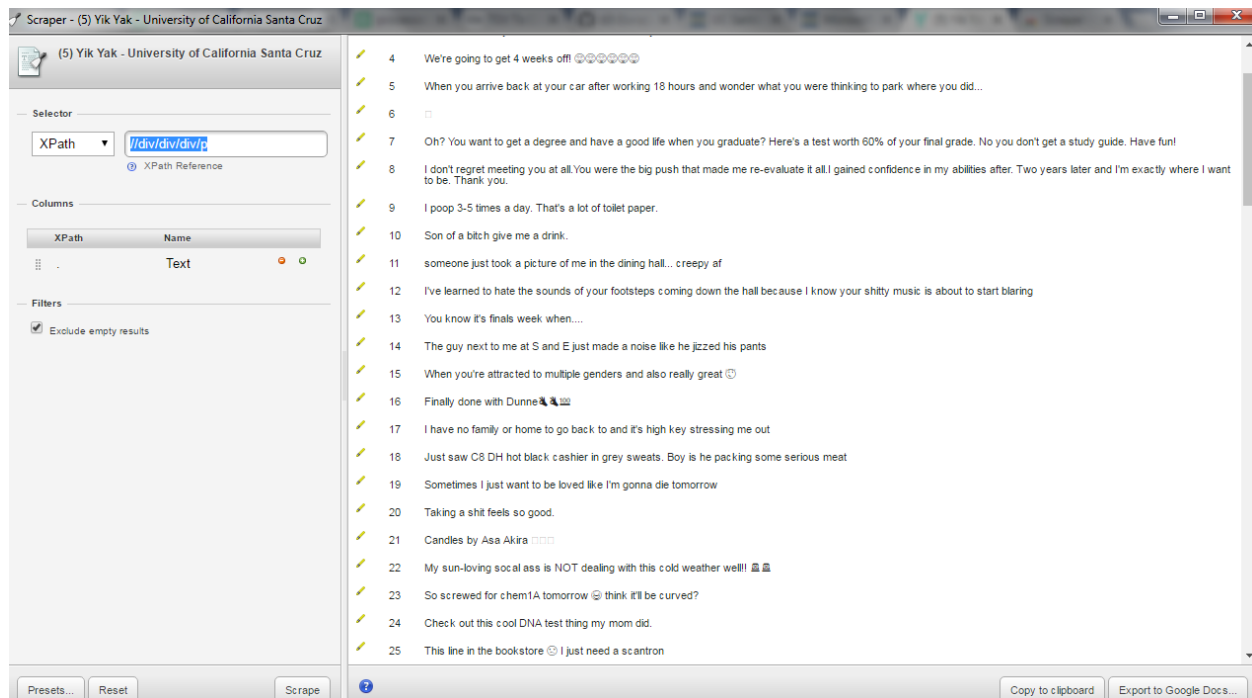 Scraper - (5) Yik Yak - University of California Santa Cruz
(5) Yik Yak - University of California Santa Cruz
Selector
XPath
//div/div/div/p
XPath Reference
Columns
XPath Name
. Text
Filters
Exclude empty results
Presets... Reset Scrape
4 We're going to get 4 weeks off!
5 When you arrive back at your car after working 18 hours and wonder what you were thinking to park where you did...
6
7 Oh? You want to get a degree and have a good life when you graduate? Here's a test worth 60% of your final grade. No you don't get a study guide. Have fun!
8 I don't regret meeting you at all.You were the big push that made me re-evaluate it all.I gained confidence in my abilities after. Two years later and I'm exactly where I want
to be. Thank you.
9 I poop 3-5 times a day. That's a lot of toilet paper.
10 Son of a bitch give me a drink.
11 someone just took a picture of me in the dining hall... creepy af
12 I've learned to hate the sounds of your footsteps coming down the hall because I know your shitty music is about to start blaring
13 You know it's finals week when....
14 The guy next to me at S and E just made a noise like he jizzed his pants
15 When you're attracted to multiple genders and also really great
16 Finally done with Dunne
17 I have no family or home to go back to and it's high key stressing me out
18 Just saw C8 DH hot black cashier in grey sweats. Boy is he packing some serious meat
19 Sometimes I just want to be loved like I'm gonna die tomorrow
20 Taking a shit feels so good.
21 Candles by Asa Akira
22 My sun-loving socal ass is NOT dealing with this cold weather well!!
23 So screwed for chem1A tomorrow think it'll be curved?
24 Check out this cool DNA test thing my mom did.
25 This line in the bookstore I just need a scantron
Copy to clipboard Export to Google Docs...